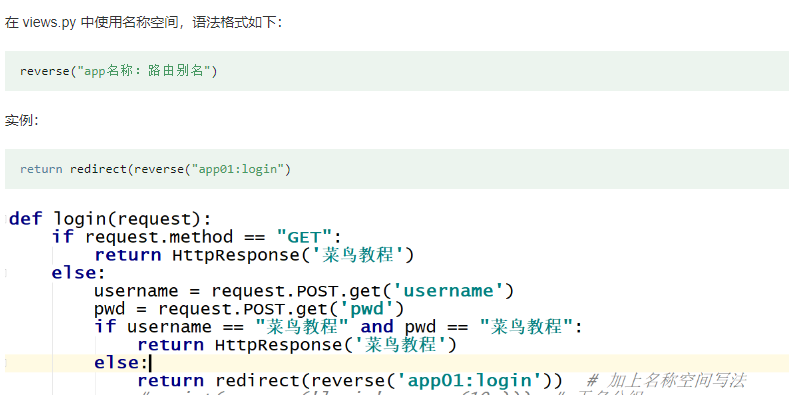 在 views.py 中使用名称空间，语法格式如下：
reverse("app名称：路由别名")
实例：
return redirect(reverse("app01:login")
def login(request):
if request.method == "GET":
return HttpResponse('菜鸟教程')
else:
username = request.POST.get('username')
pwd = request.POST.get('pwd')
if username == "菜鸟教程" and pwd == "菜鸟教程":
return HttpResponse('菜鸟教程')
else:
return redirect(reverse('app01:login'))  # 加上名称空间写法